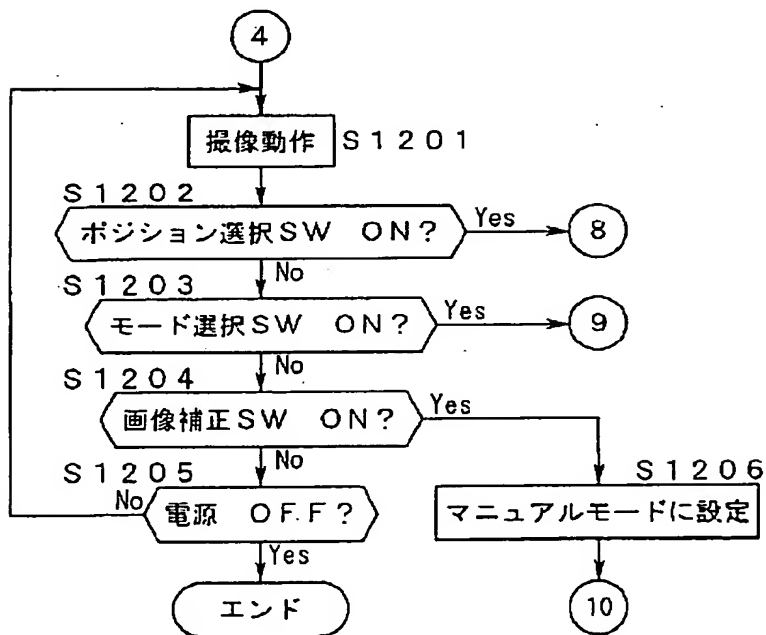 4
撮像動作 S1201
S1202
ポジション選択SW ON? Yes 8
No
S1203
モード選択SW ON? Yes 9
No
S1204
画像補正SW ON? Yes
No
S1205
S1206
No 電源 OFF? マニュアルモードに設定
Yes
エンド 10